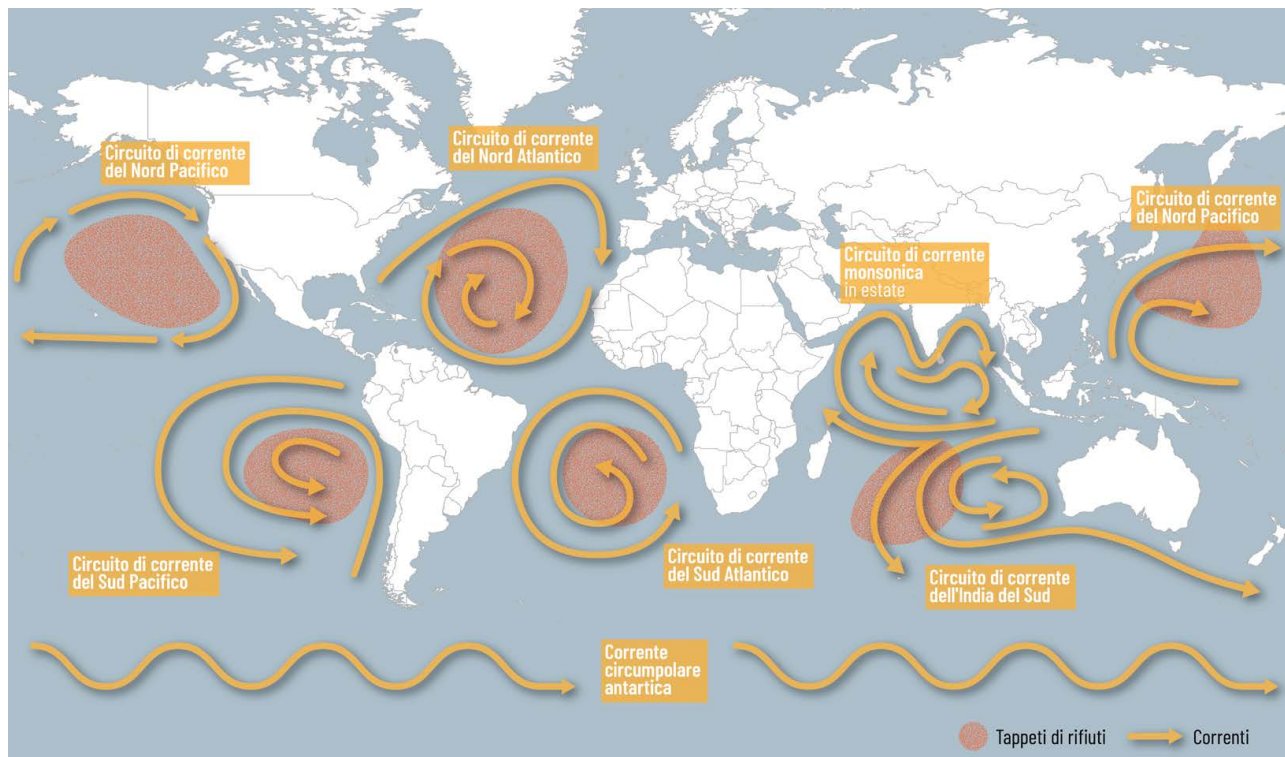 Circuito di corrente
del Nord Atlantico
Circuito di corrente
del Nord Pacifico
Circuito di corrente
del Nord Pacifico
Circuito di corrente
monsonica
in estate
Circuito di corrente
del Sud Pacifico
Circuito di corrente
del Sud Atlantico
Circuito di corrente
dell'India del Sud
Corrente
circumpolare
antartica
Tappeti di rifiuti
Correnti